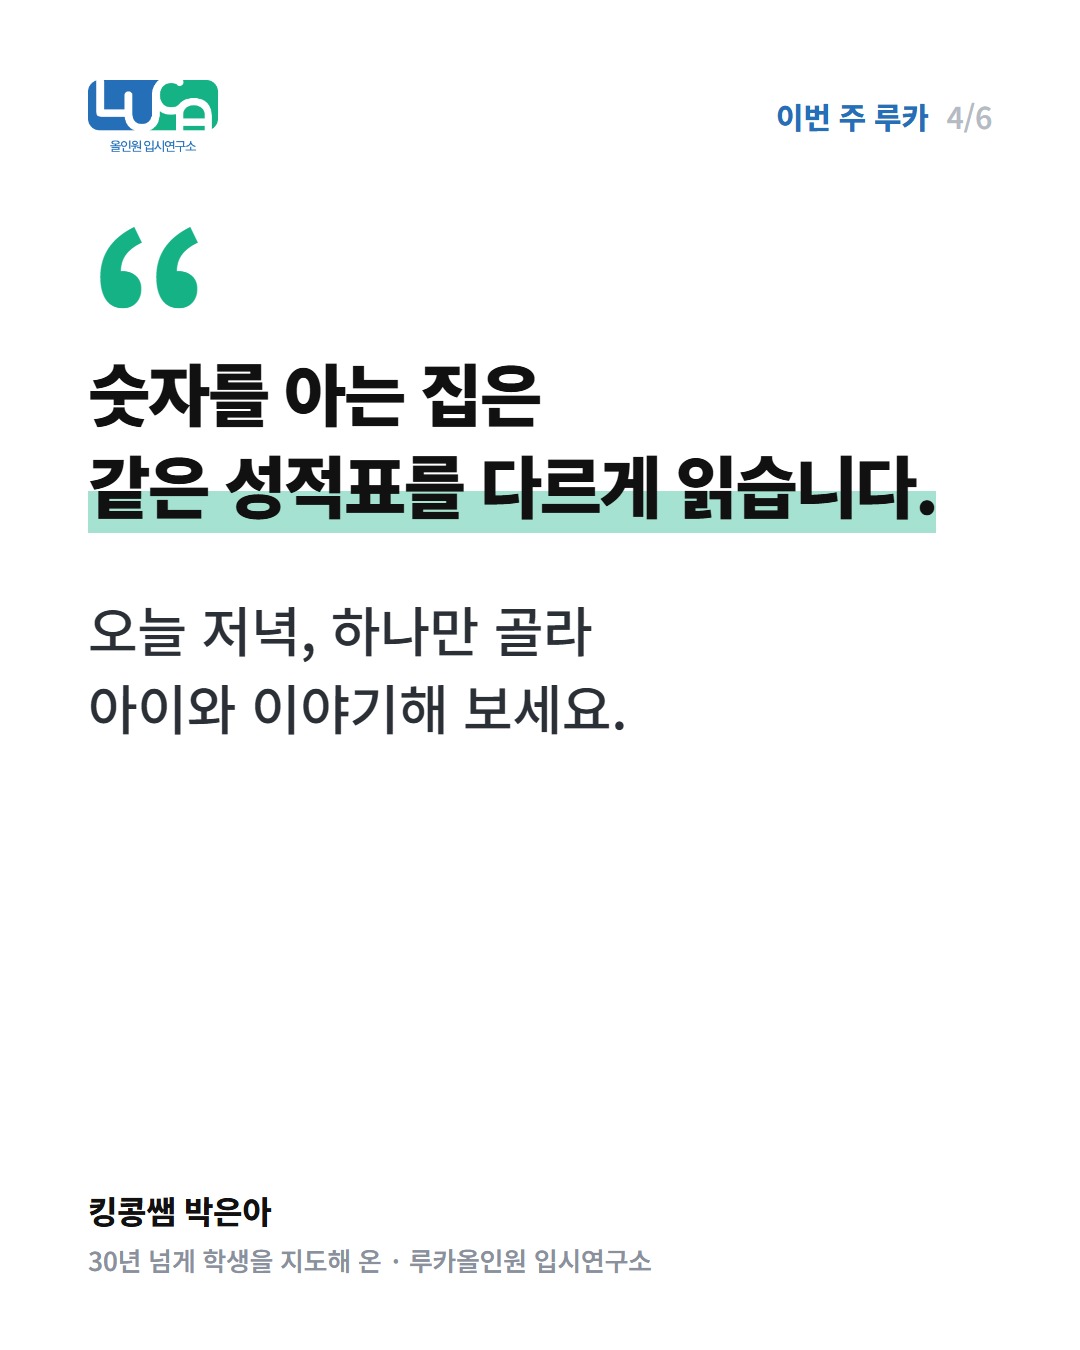 LUCA
올인원 입시연구소
이번 주 루카 4/6
“
숫자를 아는 집은
같은 성적표를 다르게 읽습니다.
오늘 저녁, 하나만 골라
아이와 이야기해 보세요.
킹콩쌤 박은아
30년 넘게 학생을 지도해 온 · 루카올인원 입시연구소